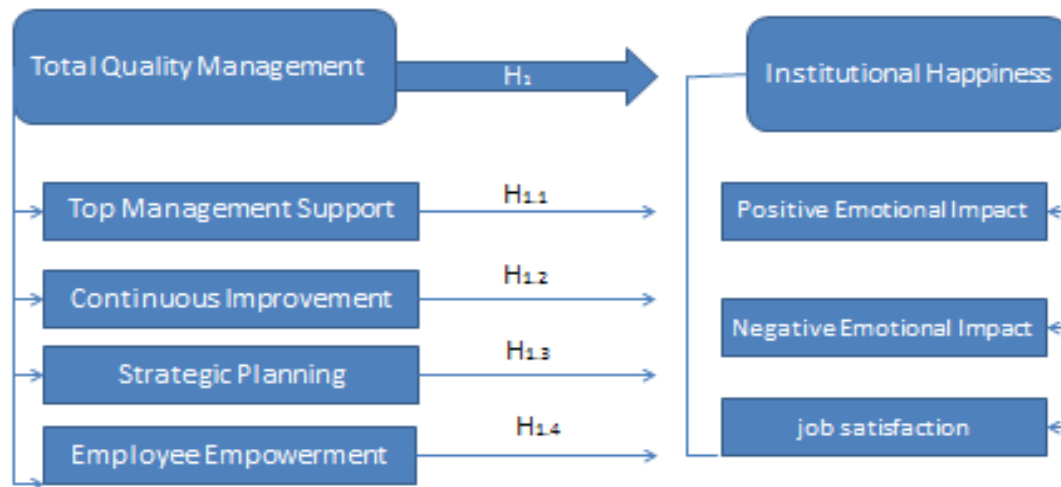 Total Quality Management
H1
Institutional Happiness
Top Management Support
H1.1
Positive Emotional Impact
Continuous Improvement
H1.2
Negative Emotional Impact
Strategic Planning
H1.3
Employee Empowerment
H1.4
job satisfaction